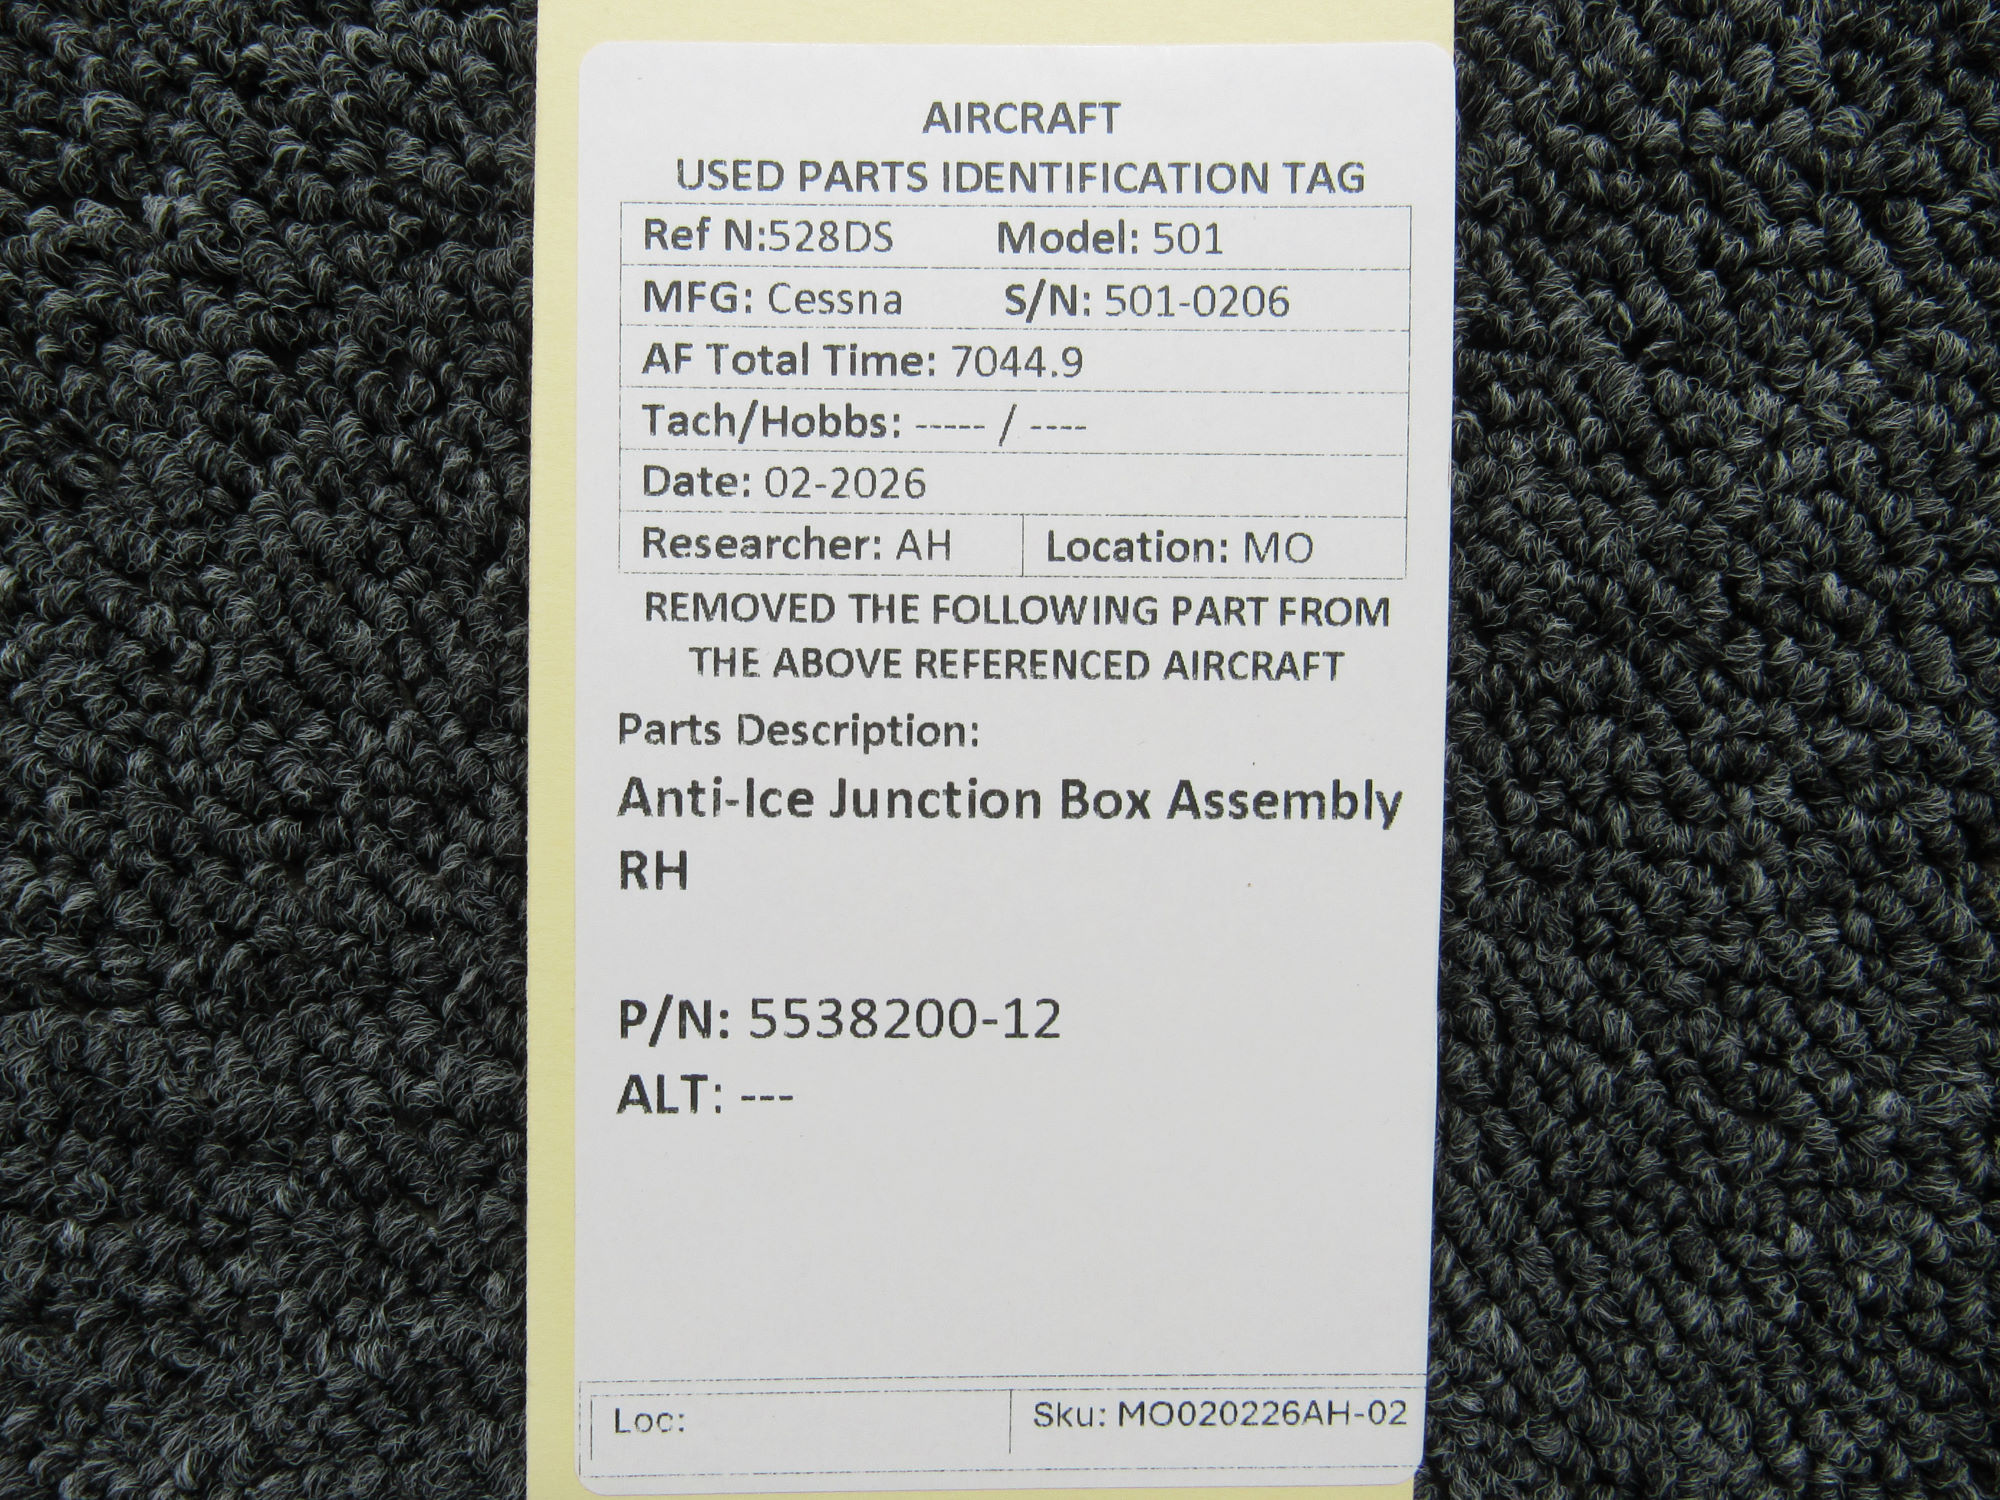 AIRCRAFT
USED PARTS IDENTIFICATION TAG
Ref N:528DS Model: 501
MFG: Cessna S/N: 501-0206
AF Total Time: 7044.9
Tach/Hobbs: ----- / ----
Date: 02-2026
Researcher: AH Location: MO
REMOVED THE FOLLOWING PART FROM
THE ABOVE REFERENCED AIRCRAFT
Parts Description:
Anti-Ice Junction Box Assembly
RH
P/N: 5538200-12
ALT: ---
Loc: Sku: MO020226AH-02